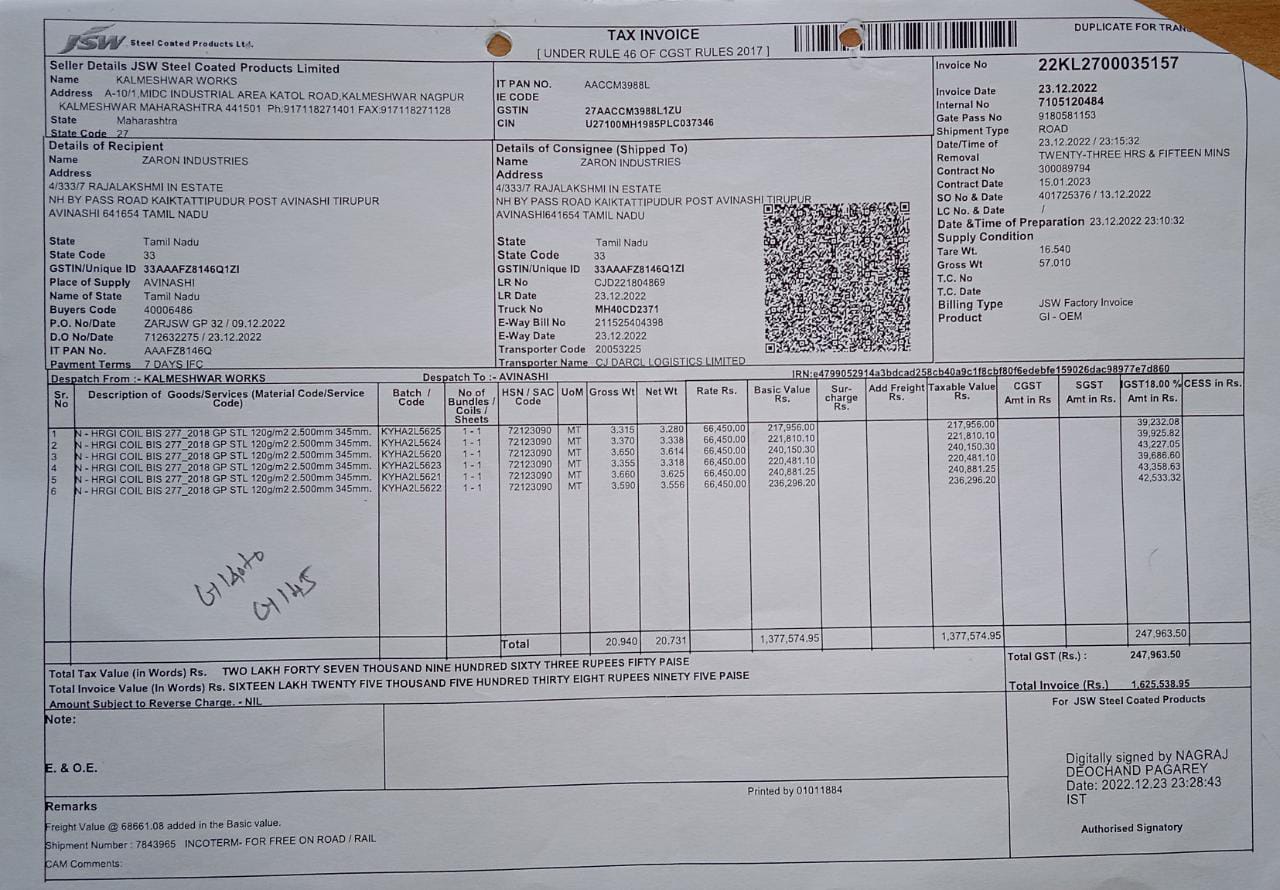 JSW Steel Coated Products Ltd.
TAX INVOICE
[ UNDER RULE 46 OF CGST RULES 2017 ]
DUPLICATE FOR TRAN
Seller Details JSW Steel Coated Products Limited
Name KALMESHWAR WORKS
Address A-10/1,MIDC INDUSTRIAL AREA KATOL ROAD,KALMESHWAR NAGPUR
KALMESHWAR MAHARASHTRA 441501 Ph.917118271401 FAX:917118271128
State Maharashtra
State Code 27
IT PAN NO. AACCM3988L
IE CODE
GSTIN 27AACCM3988L1ZU
CIN U27100MH1985PLC037346
Invoice No 22KL2700035157
Invoice Date 23.12.2022
Internal No 7105120484
Gate Pass No 9180581153
Shipment Type ROAD
Date/Time of 23.12.2022 / 23:15:32
Removal TWENTY-THREE HRS & FIFTEEN MINS
Contract No 300089794
Contract Date 15.01.2023
SO No & Date 401725376 / 13.12.2022
LC No. & Date /
Date &Time of Preparation 23.12.2022 23:10:32
Supply Condition
Tare Wt. 16.540
Gross Wt 57.010
T.C. No
T.C. Date
Billing Type JSW Factory Invoice
Product GI - OEM
Details of Recipient
Name ZARON INDUSTRIES
Address
4/333/7 RAJALAKSHMI IN ESTATE
NH BY PASS ROAD KAIKTATTIPUDUR POST AVINASHI TIRUPUR
AVINASHI 641654 TAMIL NADU
State Tamil Nadu
State Code 33
GSTIN/Unique ID 33AAAFZ8146Q1ZI
Place of Supply AVINASHI
Name of State Tamil Nadu
Buyers Code 40006486
P.O. No/Date ZARJSW GP 32 / 09.12.2022
D.O No/Date 712632275 / 23.12.2022
IT PAN No. AAAFZ8146Q
Payment Terms 7 DAYS IFC
Details of Consignee (Shipped To)
Name ZARON INDUSTRIES
Address
4/333/7 RAJALAKSHMI IN ESTATE
NH BY PASS ROAD KAIKTATTIPUDUR POST AVINASHI TIRUPUR
AVINASHI641654 TAMIL NADU
State Tamil Nadu
State Code 33
GSTIN/Unique ID 33AAAFZ8146Q1ZI
LR No CJD221804869
LR Date 23.12.2022
Truck No MH40CD2371
E-Way Bill No 211525404398
E-Way Date 23.12.2022
Transporter Code 20053225
Transporter Name CJ DARCL LOGISTICS LIMITED
Despatch From :- KALMESHWAR WORKS Despatch To :- AVINASHI IRN:e4799052914a3bdcad258cb40a9c1f8cbf80f6edebfe159026dac98977e7d860
Sr. No Description of Goods/Services (Material Code/Service Code) Batch / Code No of Bundles / Coils / Sheets HSN / SAC Code UoM Gross Wt Net Wt Rate Rs. Basic Value Rs. Sur-charge Rs. Add Freight Rs. Taxable Value Rs. CGST Amt in Rs SGST Amt in Rs. IGST18.00 % Amt in Rs. CESS in Rs.
1 N - HRGI COIL BIS 277_2018 GP STL 120g/m2 2.500mm 345mm. KYHA2L5625 1 - 1 72123090 MT 3.315 3.280 66,450.00 217,956.00 217,956.00 39,232.08
2 N - HRGI COIL BIS 277_2018 GP STL 120g/m2 2.500mm 345mm. KYHA2L5624 1 - 1 72123090 MT 3.370 3.338 66,450.00 221,810.10 221,810.10 39,925.82
3 N - HRGI COIL BIS 277_2018 GP STL 120g/m2 2.500mm 345mm. KYHA2L5620 1 - 1 72123090 MT 3.650 3.614 66,450.00 240,150.30 240,150.30 43,227.05
4 N - HRGI COIL BIS 277_2018 GP STL 120g/m2 2.500mm 345mm. KYHA2L5623 1 - 1 72123090 MT 3.355 3.318 66,450.00 220,481.10 220,481.10 39,686.60
5 N - HRGI COIL BIS 277_2018 GP STL 120g/m2 2.500mm 345mm. KYHA2L5621 1 - 1 72123090 MT 3.660 3.625 66,450.00 240,881.25 240,881.25 43,358.63
6 N - HRGI COIL BIS 277_2018 GP STL 120g/m2 2.500mm 345mm. KYHA2L5622 1 - 1 72123090 MT 3.590 3.556 66,450.00 236,296.20 236,296.20 42,533.32
Total 20.940 20.731 1,377,574.95 1,377,574.95 247,963.50
Total Tax Value (in Words) Rs. TWO LAKH FORTY SEVEN THOUSAND NINE HUNDRED SIXTY THREE RUPEES FIFTY PAISE
Total GST (Rs.) : 247,963.50
Total Invoice Value (In Words) Rs. SIXTEEN LAKH TWENTY FIVE THOUSAND FIVE HUNDRED THIRTY EIGHT RUPEES NINETY FIVE PAISE
Total Invoice (Rs.) 1,625,538.95
Amount Subject to Reverse Charge. - NIL
For JSW Steel Coated Products
Note:
E. & O.E.
Digitally signed by NAGRAJ
DEOCHAND PAGAREY
Date: 2022.12.23 23:28:43
IST
Printed by 01011884
Authorised Signatory
Remarks
Freight Value @ 68661.08 added in the Basic value.
Shipment Number : 7843965 INCOTERM- FOR FREE ON ROAD / RAIL
CAM Comments: